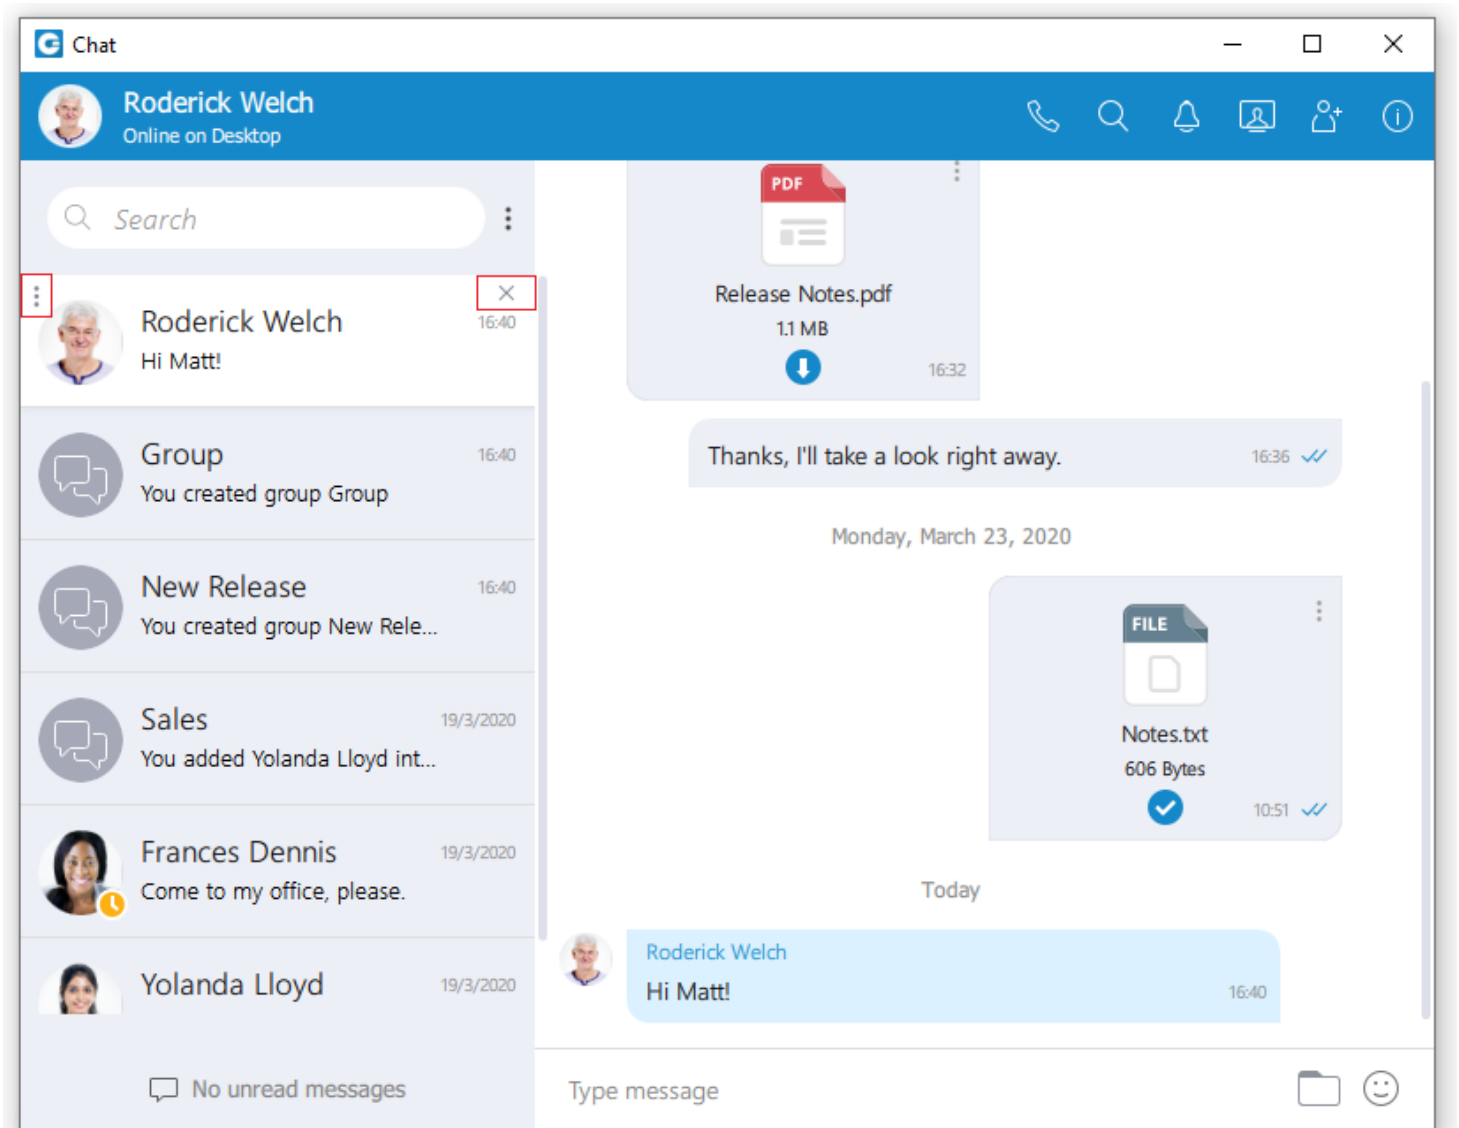 Chat
Roderick Welch
Online on Desktop
Search
Roderick Welch
16:40
Hi Matt!
Group
16:40
You created group Group
New Release
16:40
You created group New Rele...
Sales
19/3/2020
You added Yolanda Lloyd int...
Frances Dennis
19/3/2020
Come to my office, please.
Yolanda Lloyd
19/3/2020
No unread messages
PDF
Release Notes.pdf
1.1 MB
16:32
Thanks, I'll take a look right away.
16:36
Monday, March 23, 2020
FILE
Notes.txt
606 Bytes
10:51
Today
Roderick Welch
Hi Matt!
16:40
Type message